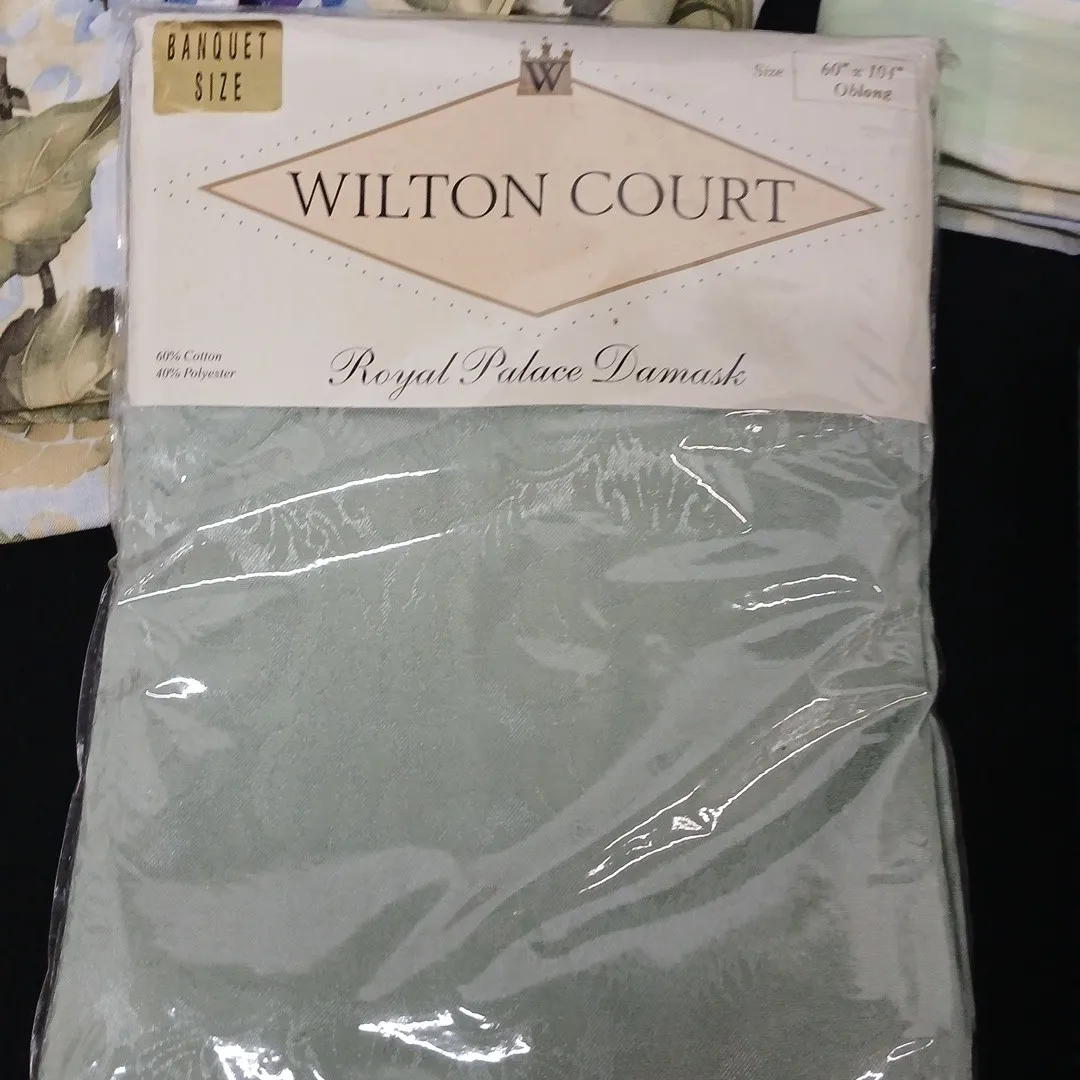 BANQUET
SIZE
W
Size
60" x 104"
Oblong
WILTON COURT
60% Cotton
40% Polyester
Royal Palace Damask